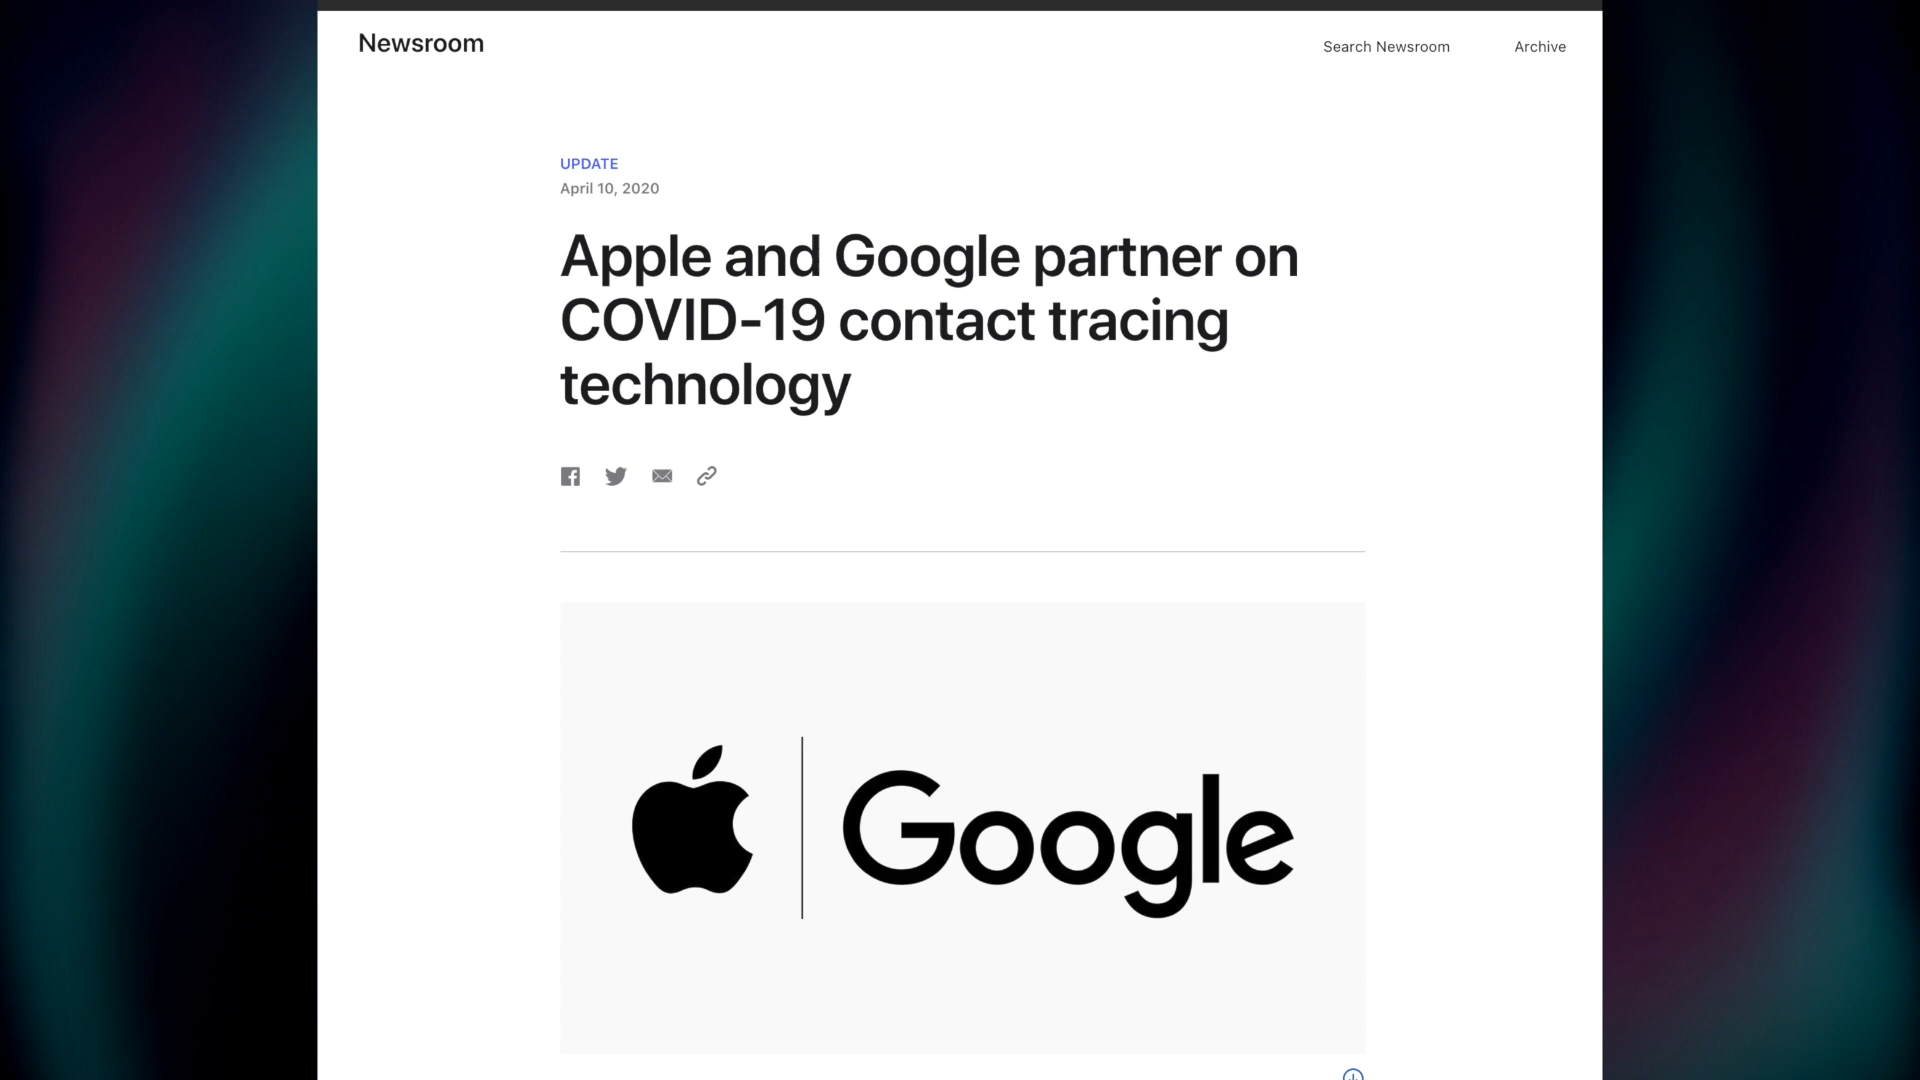 Newsroom
Search Newsroom
Archive
UPDATE
April 10, 2020
Apple and Google partner on
COVID-19 contact tracing
technology
Google